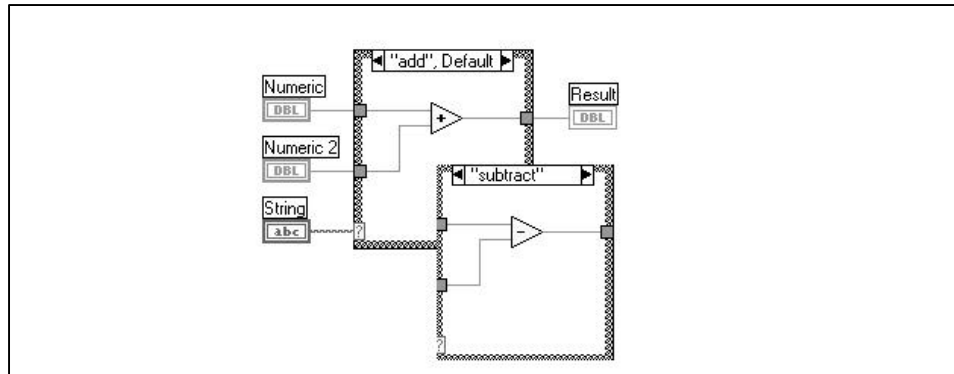 "add", Default
Numeric
DBL
Result
DBL
Numeric 2
DBL
"subtract"
String
abc
?
?